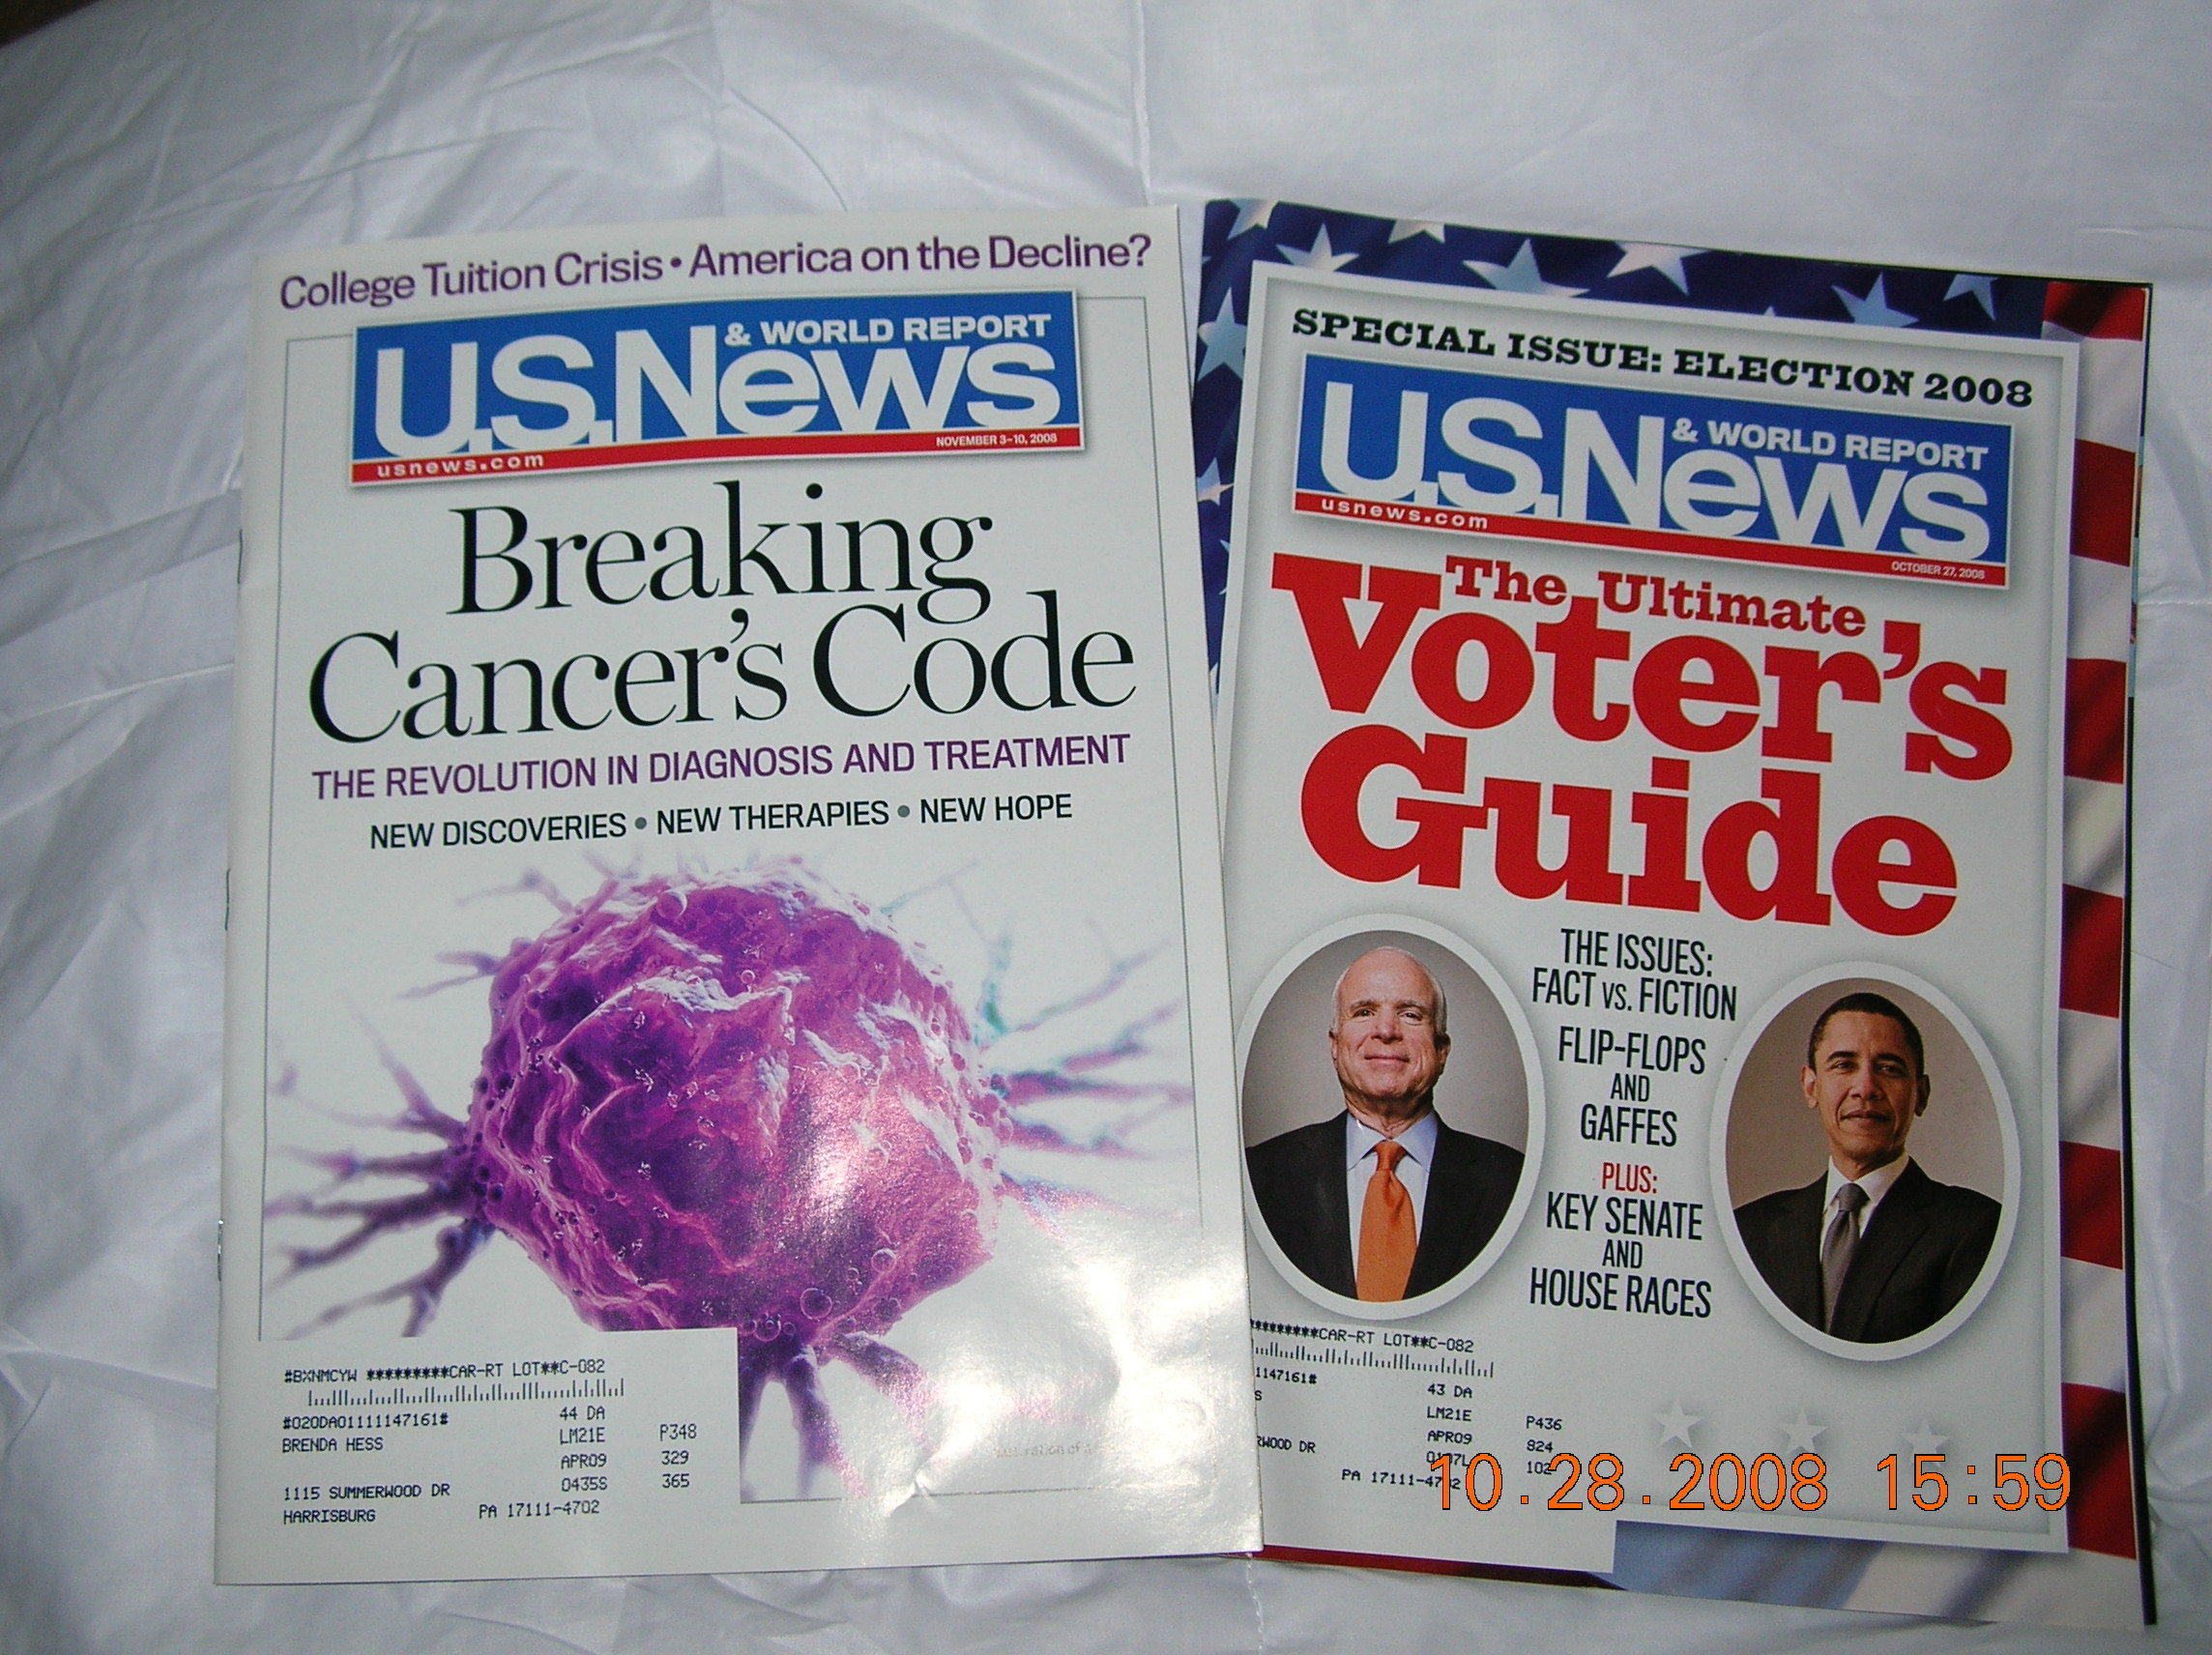 College Tuition Crisis • America on the Decline?
U.S.News
& WORLD REPORT
usnews.com
NOVEMBER 3-10, 2008
Breaking
Cancer's Code
THE REVOLUTION IN DIAGNOSIS AND TREATMENT
NEW DISCOVERIES • NEW THERAPIES • NEW HOPE
#BXNMCYW *********CAR-RT LOT**C-082
#020DA01111147161# 44 DA
BRENDA HESS LM21E P348
APR09 329
1115 SUMMERWOOD DR 0435S 365
HARRISBURG PA 17111-4702
SPECIAL ISSUE: ELECTION 2008
U.S.News
& WORLD REPORT
usnews.com
OCTOBER 27, 2008
The Ultimate
Voter's
Guide
THE ISSUES:
FACT vs. FICTION
FLIP-FLOPS
AND
GAFFES
PLUS:
KEY SENATE
AND
HOUSE RACES
*********CAR-RT LOT**C-082
1147161# 43 DA
S LM21E P436
APR09 824
RWOOD DR 102
PA 17111-4702
10.28.2008 15:59